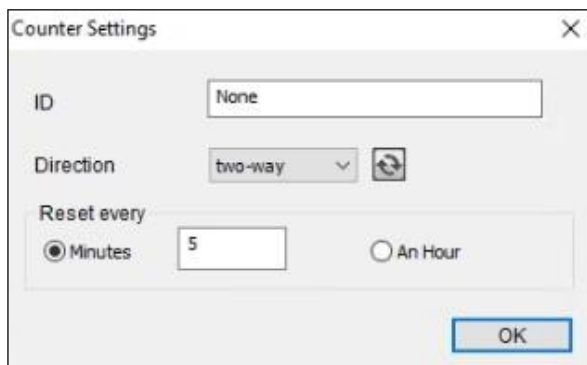 Counter Settings
ID None
Direction two-way
Reset every
Minutes 5 An Hour
OK